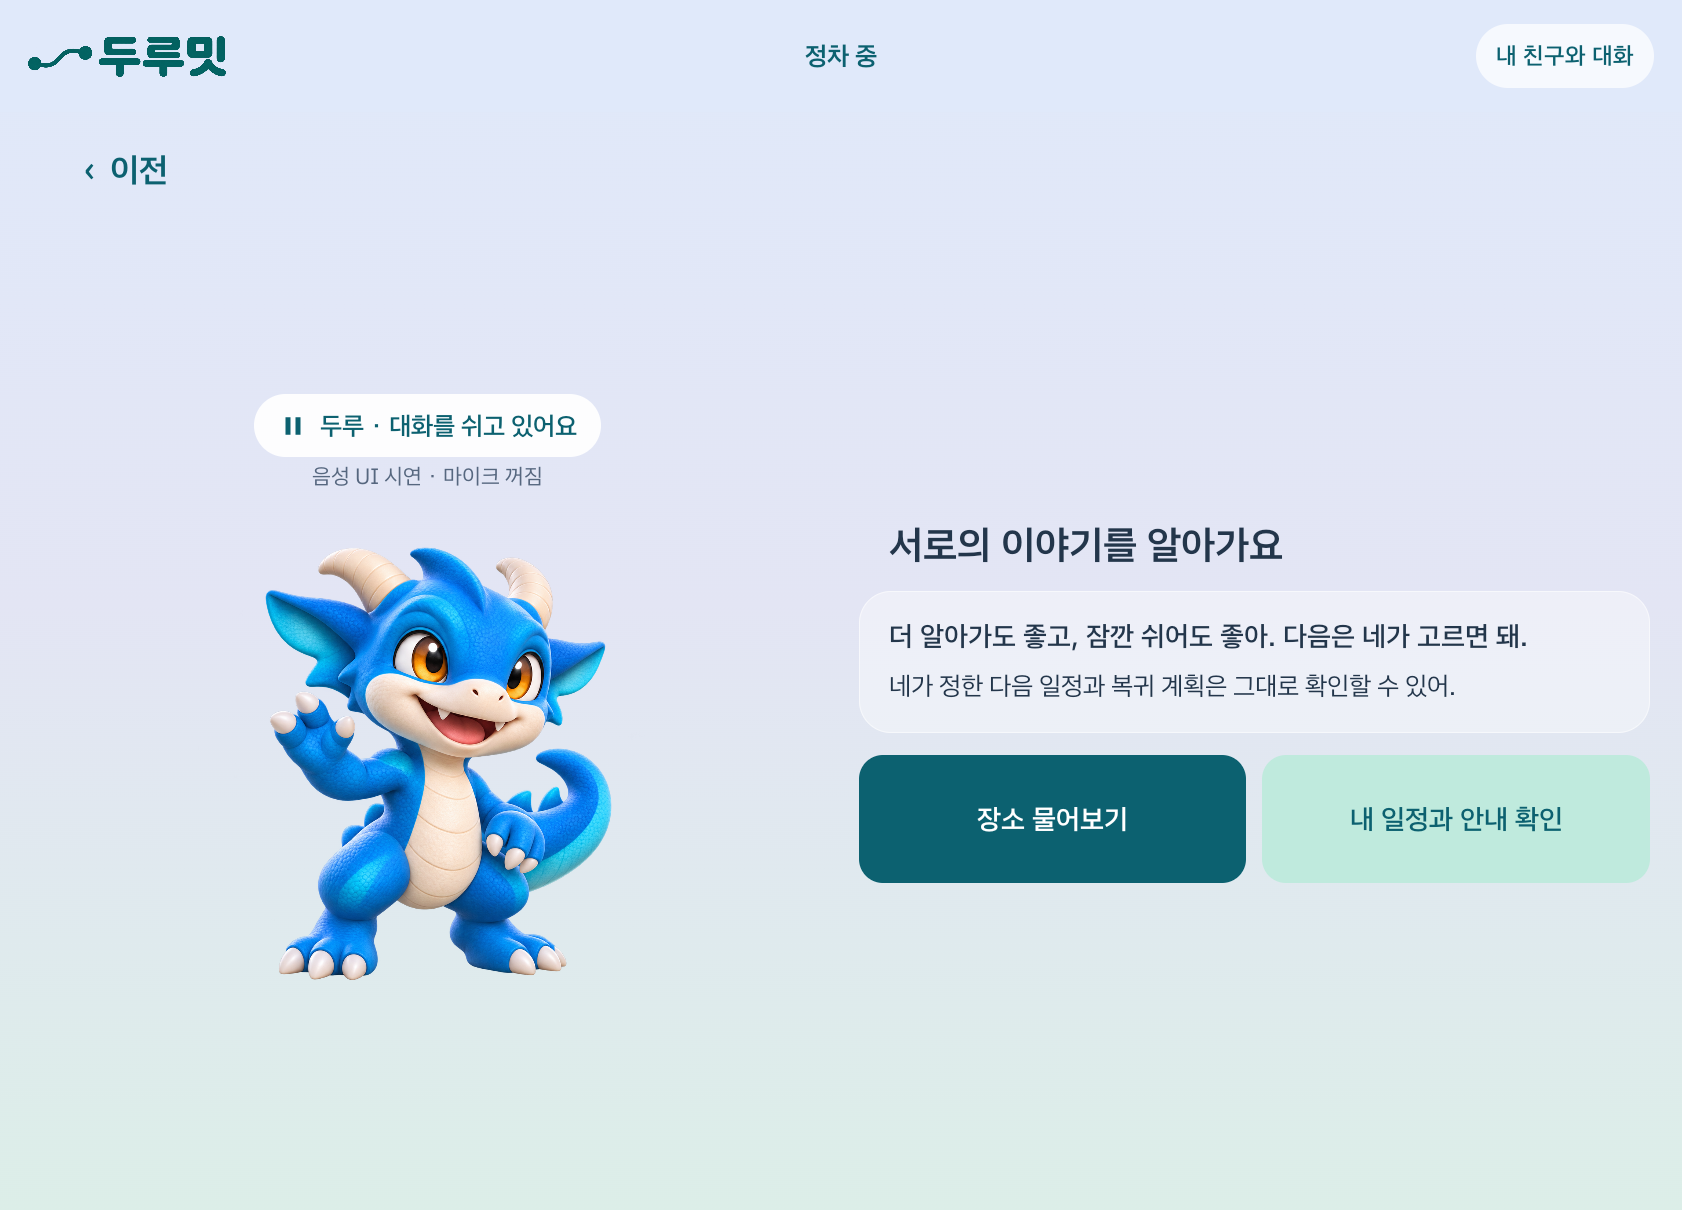 두루밋
정차 중
내 친구와 대화
‹ 이전
두루 · 대화를 쉬고 있어요
음성 UI 시연 · 마이크 꺼짐
서로의 이야기를 알아가요
더 알아가도 좋고, 잠깐 쉬어도 좋아. 다음은 네가 고르면 돼.
네가 정한 다음 일정과 복귀 계획은 그대로 확인할 수 있어.
장소 물어보기
내 일정과 안내 확인